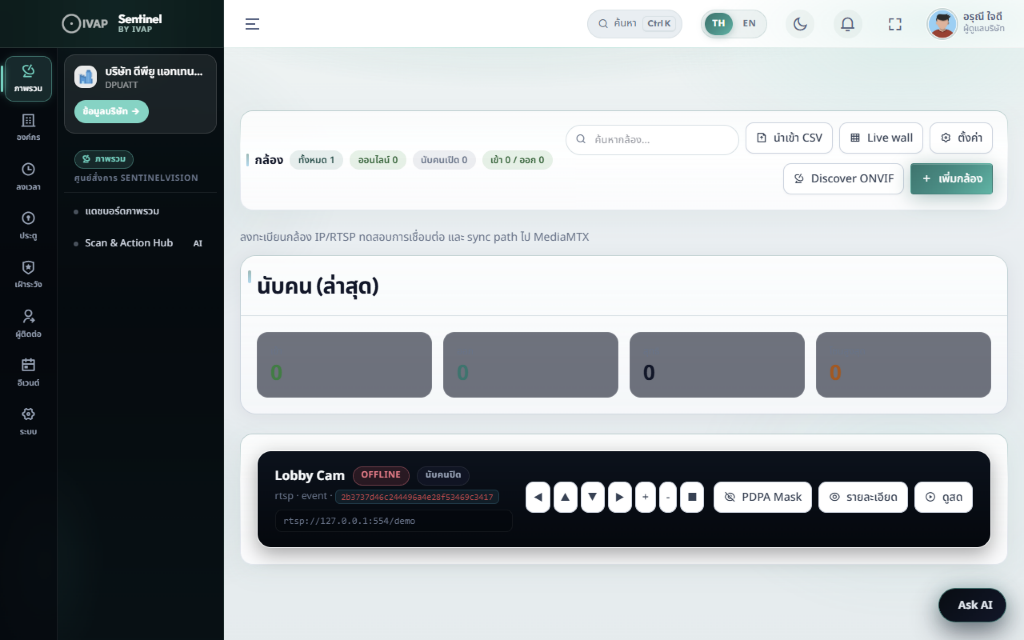 IVAP Sentinel
BY IVAP
ค้นหา Ctrl K
TH EN
อรุณี ใจดี
ผู้ดูแลบริษัท
ภาพรวม
องค์กร
ลงเวลา
ประตู
เฝ้าระวัง
ผู้ติดต่อ
อีเวนต์
ระบบ
บริษัท ดีพียู แอทเทน...
DPUATT
ข้อมูลบริษัท →
ภาพรวม
ศูนย์สั่งการ SENTINELVISION
แดชบอร์ดภาพรวม
Scan & Action Hub AI
กล้อง ทั้งหมด 1 ออนไลน์ 0 นับคนเปิด 0 เข้า 0 / ออก 0
ค้นหากล้อง... นำเข้า CSV Live wall ตั้งค่า
Discover ONVIF + เพิ่มกล้อง
ลงทะเบียนกล้อง IP/RTSP ทดสอบการเชื่อมต่อ และ sync path ไป MediaMTX
นับคน (ล่าสุด)
0 0 0 0
Lobby Cam OFFLINE นับคนปิด
rtsp · event · 2b3737d46c244496a4e28f53469c3417
rtsp://127.0.0.1:554/demo
◀ ▲ ▼ ▶ + - ■ PDPA Mask รายละเอียด ดูสด
Ask AI